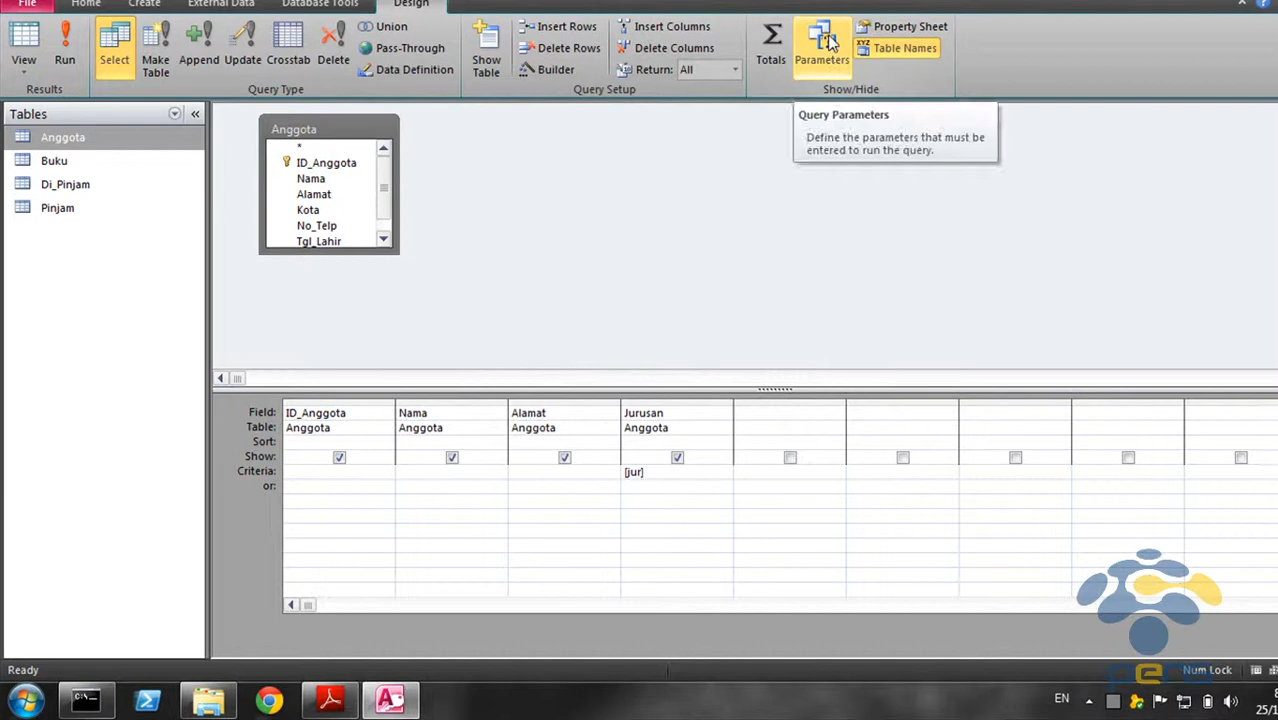 File Home Create External Data Database Tools Design
View
Run
Results
Select
Make Table
Append
Update
Crosstab
Delete
Union
Pass-Through
Data Definition
Query Type
Show Table
Insert Rows
Delete Rows
Builder
Insert Columns
Delete Columns
Return: All
Query Setup
Totals
Parameters
Property Sheet
XYZ Table Names
Show/Hide
Query Parameters
Define the parameters that must be
entered to run the query.
Tables
Anggota
Buku
Di_Pinjam
Pinjam
Anggota
*
ID_Anggota
Nama
Alamat
Kota
No_Telp
Tgl_Lahir
Field: ID_Anggota Nama Alamat Jurusan
Table: Anggota Anggota Anggota Anggota
Sort:
Show:
Criteria: [jur]
or:
Ready
Num Lock
EN